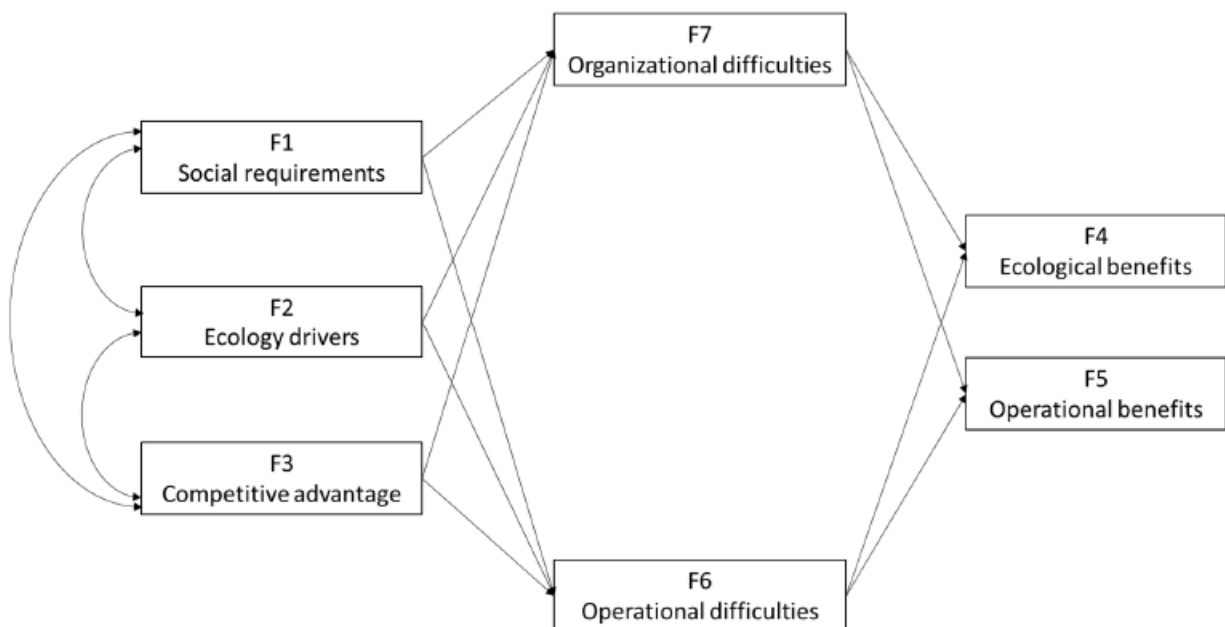 F7
Organizational difficulties
F1
Social requirements
F4
Ecological benefits
F2
Ecology drivers
F5
Operational benefits
F3
Competitive advantage
F6
Operational difficulties